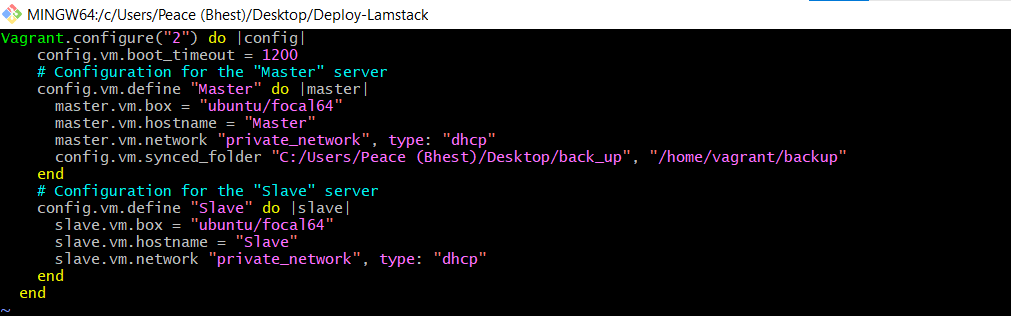 MINGW64:/c/Users/Peace (Bhest)/Desktop/Deploy-Lamstack
Vagrant.configure("2") do |config|
    config.vm.boot_timeout = 1200
    # Configuration for the "Master" server
    config.vm.define "Master" do |master|
      master.vm.box = "ubuntu/focal64"
      master.vm.hostname = "Master"
      master.vm.network "private_network", type: "dhcp"
      config.vm.synced_folder "C:/Users/Peace (Bhest)/Desktop/back_up", "/home/vagrant/backup"
    end
    # Configuration for the "Slave" server
    config.vm.define "Slave" do |slave|
      slave.vm.box = "ubuntu/focal64"
      slave.vm.hostname = "Slave"
      slave.vm.network "private_network", type: "dhcp"
    end
  end
~